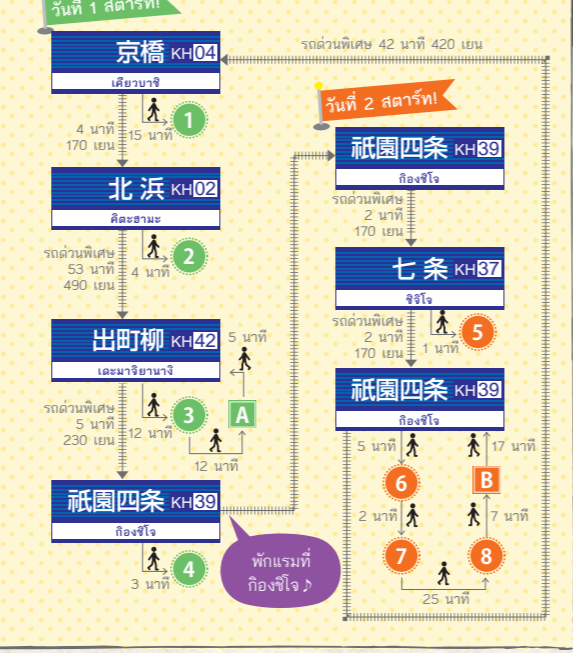 วันที่ 1 สตาร์ท!
京橋 KH04
เคียวบาชิ
15 นาที
1
4 นาที
170 เยน
北浜 KH02
คิตะฮามะ
4 นาที
2
รถด่วนพิเศษ
53 นาที
490 เยน
出町柳 KH42
เดะมาจิยานางิ
12 นาที
3
12 นาที
A
5 นาที
รถด่วนพิเศษ
5 นาที
230 เยน
祇園四条 KH39
กิองชิโจ
3 นาที
4
พักแรมที่
กิองชิโจ♪
รถด่วนพิเศษ 42 นาที 420 เยน
วันที่ 2 สตาร์ท!
祇園四条 KH39
กิองชิโจ
รถด่วนพิเศษ
2 นาที
170 เยน
七条 KH37
ชิจิโจ
1 นาที
5
รถด่วนพิเศษ
2 นาที
170 เยน
祇園四条 KH39
กิองชิโจ
5 นาที
6
2 นาที
7
25 นาที
8
7 นาที
B
17 นาที